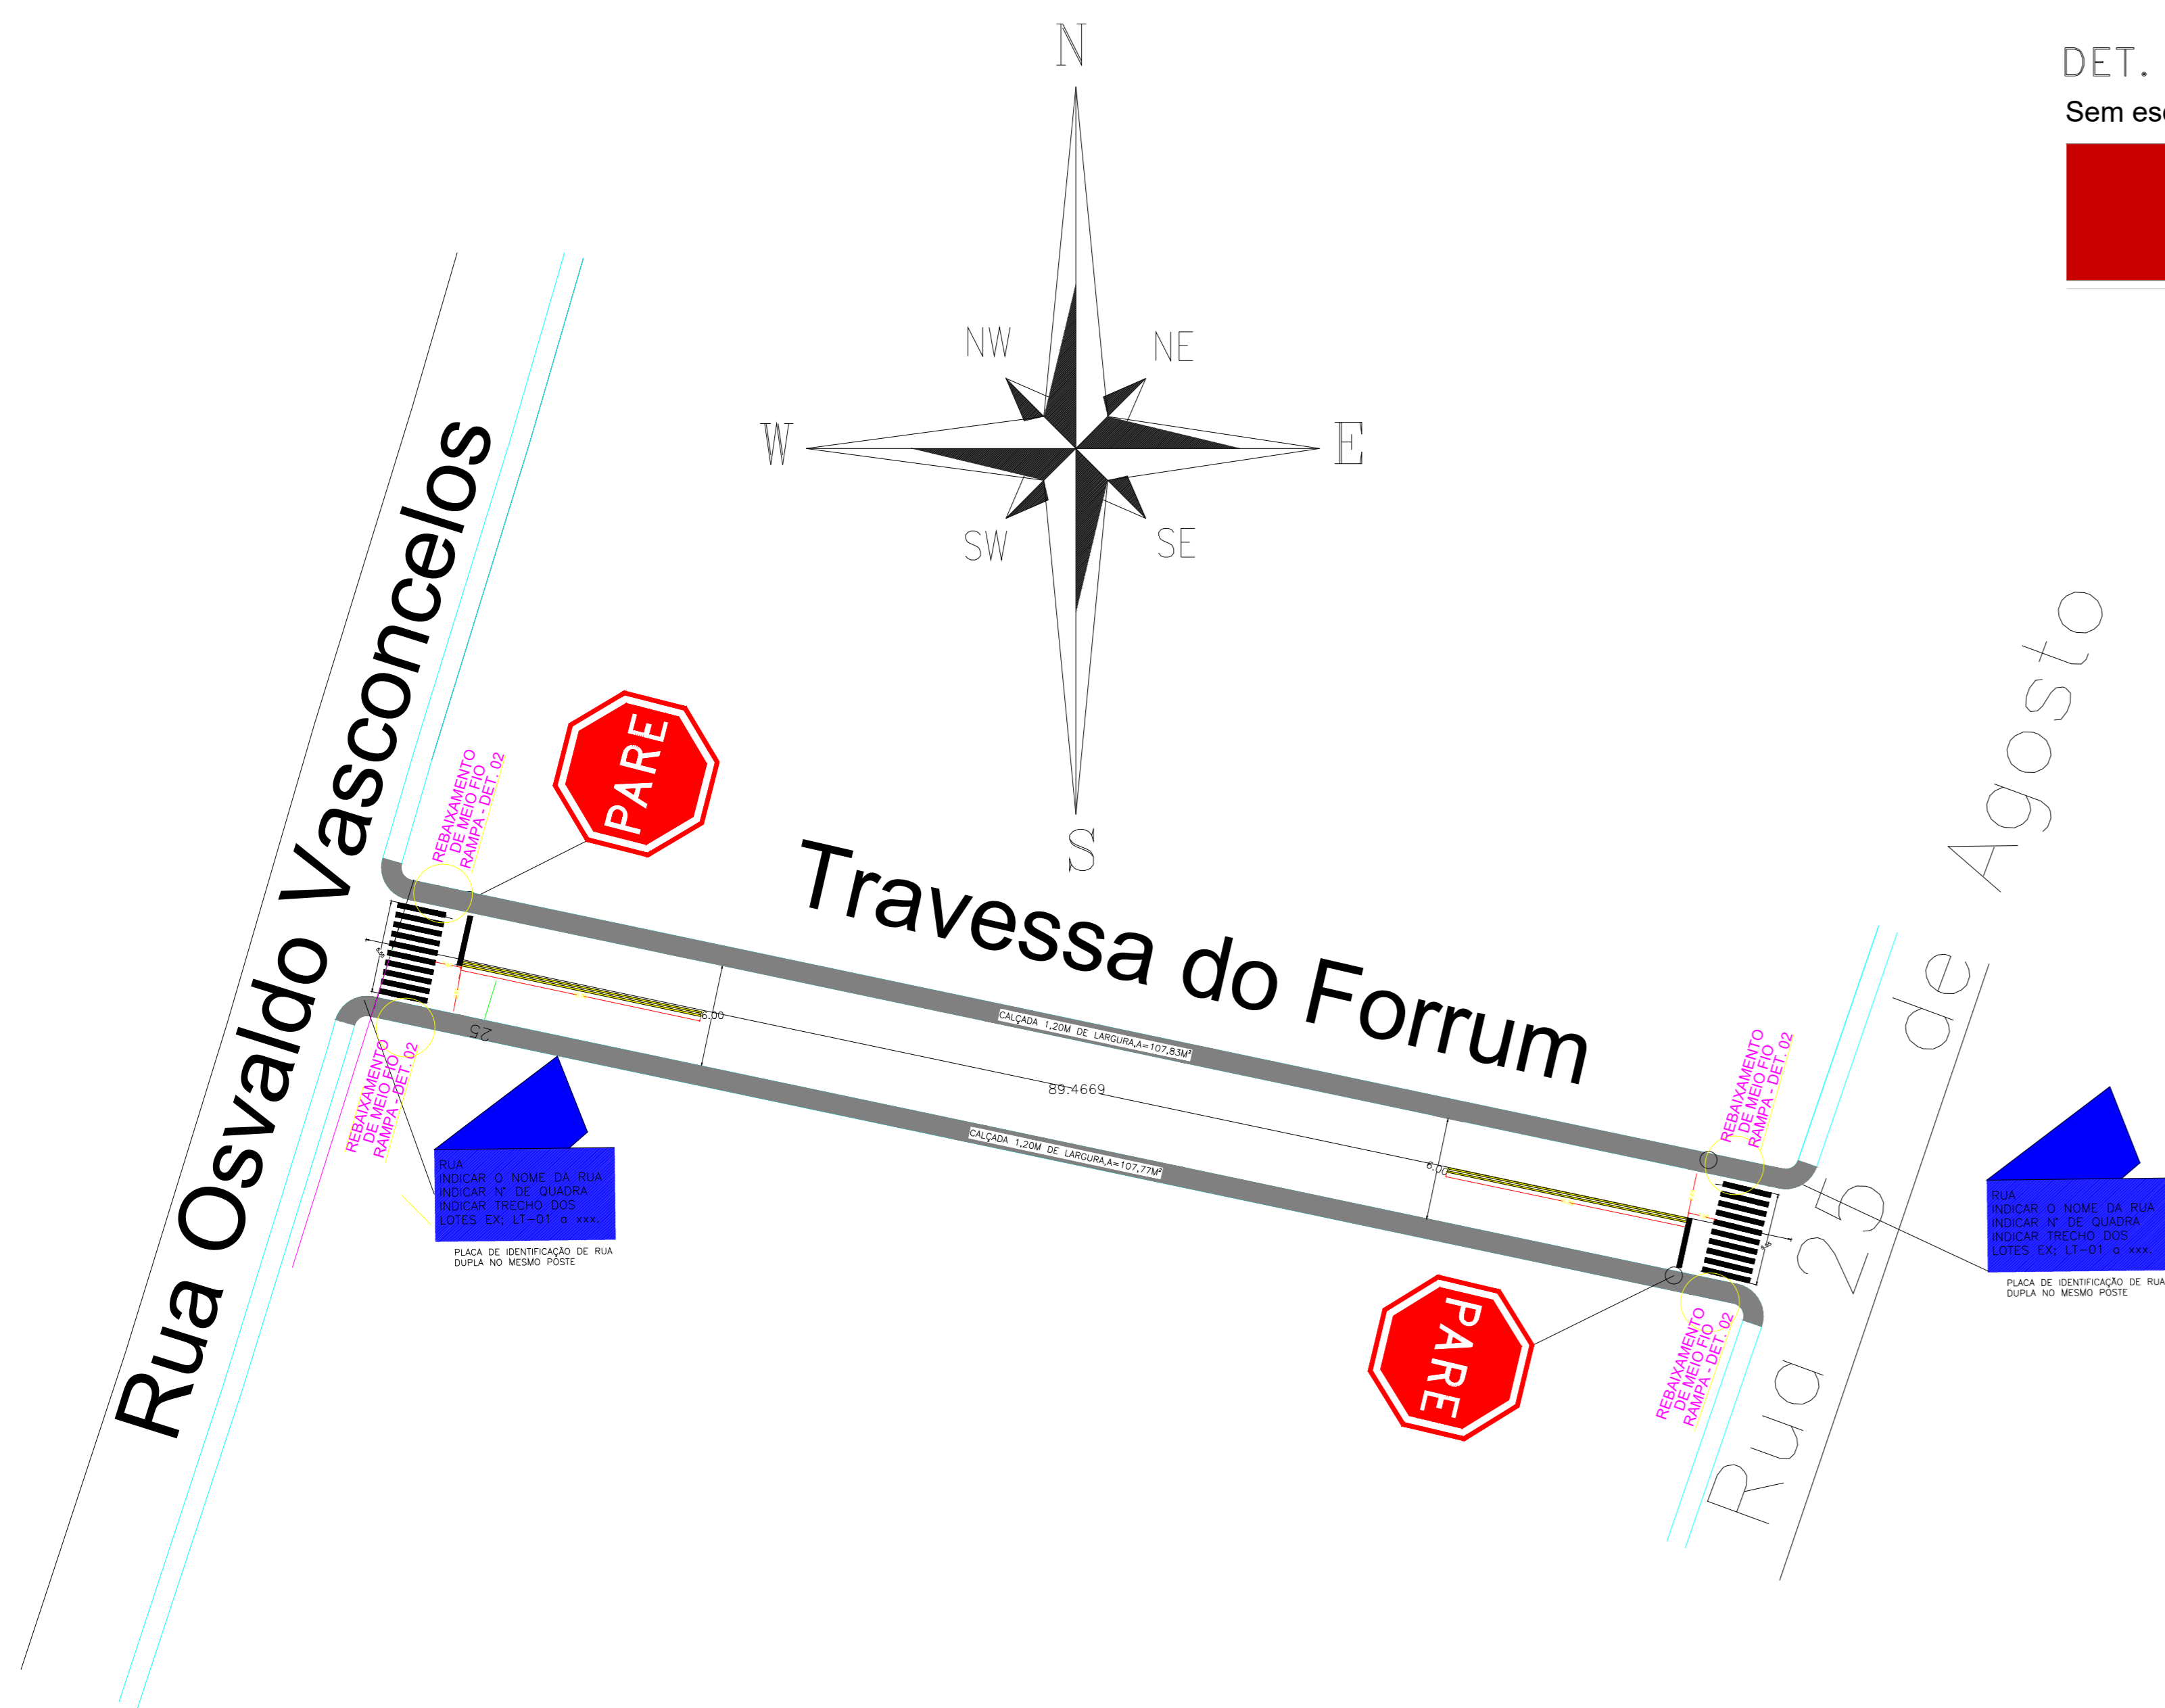 N
DET.
Sem es
NW
NE
W
E
SW
SE
S
Rua Osvaldo Vasconcelos
PARE
REBAIXAMENTO
DE MEIO FIO
RAMPA - DET. 02
Travessa do Forrum
Rua 25 de Agosto
6.00
CALÇADA 1,20M DE LARGURA,A=107,83M²
25
89.4669
REBAIXAMENTO
DE MEIO FIO
RAMPA - DET. 02
REBAIXAMENTO
DE MEIO FIO
RAMPA - DET. 02
CALÇADA 1,20M DE LARGURA,A=107,77M²
6.00
RUA
INDICAR O NOME DA RUA
INDICAR N° DE QUADRA
INDICAR TRECHO DOS
LOTES EX; LT-01 a xxx.
PLACA DE IDENTIFICAÇÃO DE RUA
DUPLA NO MESMO POSTE
RUA
INDICAR O NOME DA RUA
INDICAR N° DE QUADRA
INDICAR TRECHO DOS
LOTES EX; LT-01 a xxx.
PLACA DE IDENTIFICAÇÃO DE RUA
DUPLA NO MESMO POSTE
PARE
REBAIXAMENTO
DE MEIO FIO
RAMPA - DET. 02